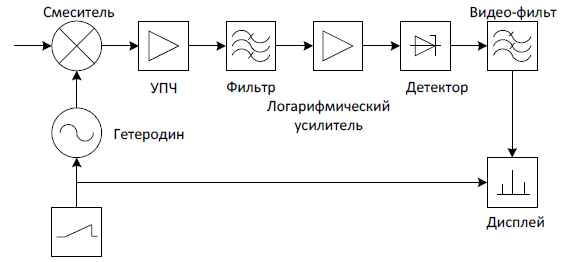 Смеситель
Видео-фильт
УПЧ
Фильтр
Логарифмический
усилитель
Детектор
Гетеродин
Дисплей